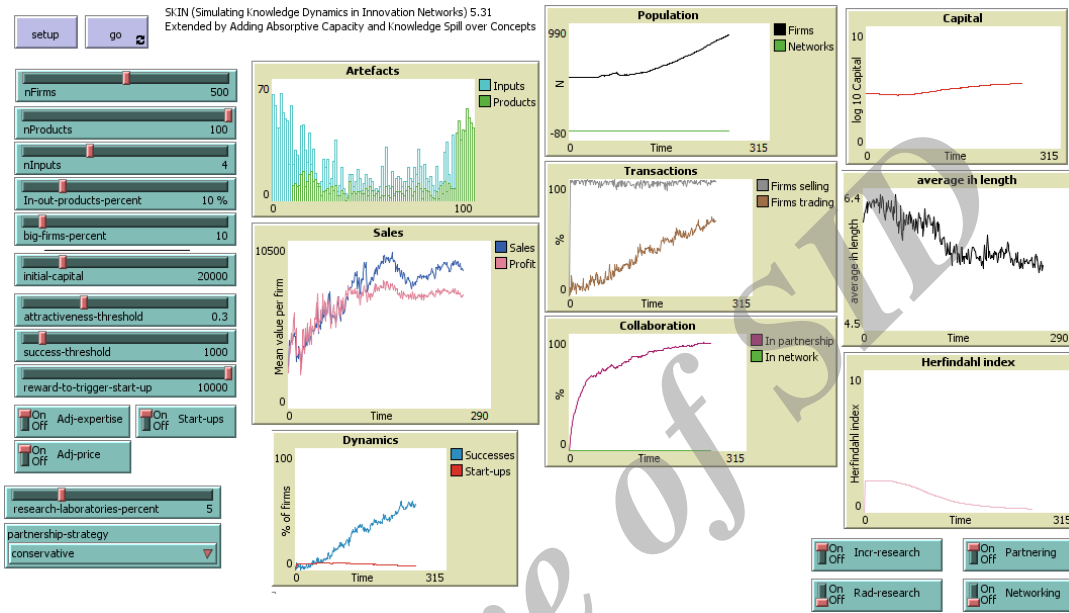 SKIN (Simulating Knowledge Dynamics in Innovation Networks) 5.31
Extended by Adding Absorptive Capacity and Knowledge Spill over Concepts
setup
go
nFirms 500
nProducts 100
nInputs 4
In-out-products-percent 10 %
big-firms-percent 10
initial-capital 20000
attractiveness-threshold 0.3
success-threshold 1000
reward-to-trigger-start-up 10000
On
Off
Adj-expertise
On
Off
Start-ups
On
Off
Adj-price
research-laboratories-percent 5
partnership-strategy
conservative
Artefacts
70
0
0 100
Inputs
Products
Sales
10500
Mean value per firm
0
0 Time 290
Sales
Profit
Dynamics
100
% of firms
0
0 Time 315
Successes
Start-ups
Population
990
N
-80
0 Time 315
Firms
Networks
Transactions
100
%
0
0 Time 315
Firms selling
Firms trading
Collaboration
100
%
0
0 Time 315
In partnership
In network
Capital
10
log 10 Capital
0
0 Time 315
average ih length
6.4
average ih length
4.5
0 Time 290
Herfindahl index
10
Herfindahl index
0
0 Time 315
On
Off
Incr-research
On
Off
Partnering
On
Off
Rad-research
On
Off
Networking
of SID